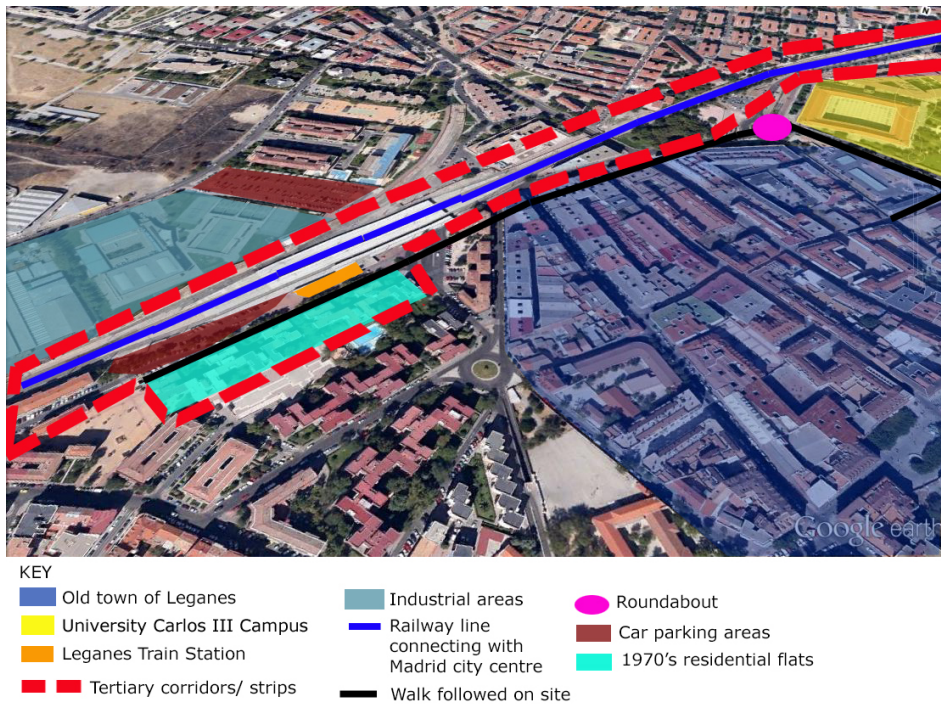 N
Google earth
KEY
Old town of Leganes
University Carlos III Campus
Leganes Train Station
Tertiary corridors/ strips
Industrial areas
Railway line
connecting with
Madrid city centre
Walk followed on site
Roundabout
Car parking areas
1970's residential flats